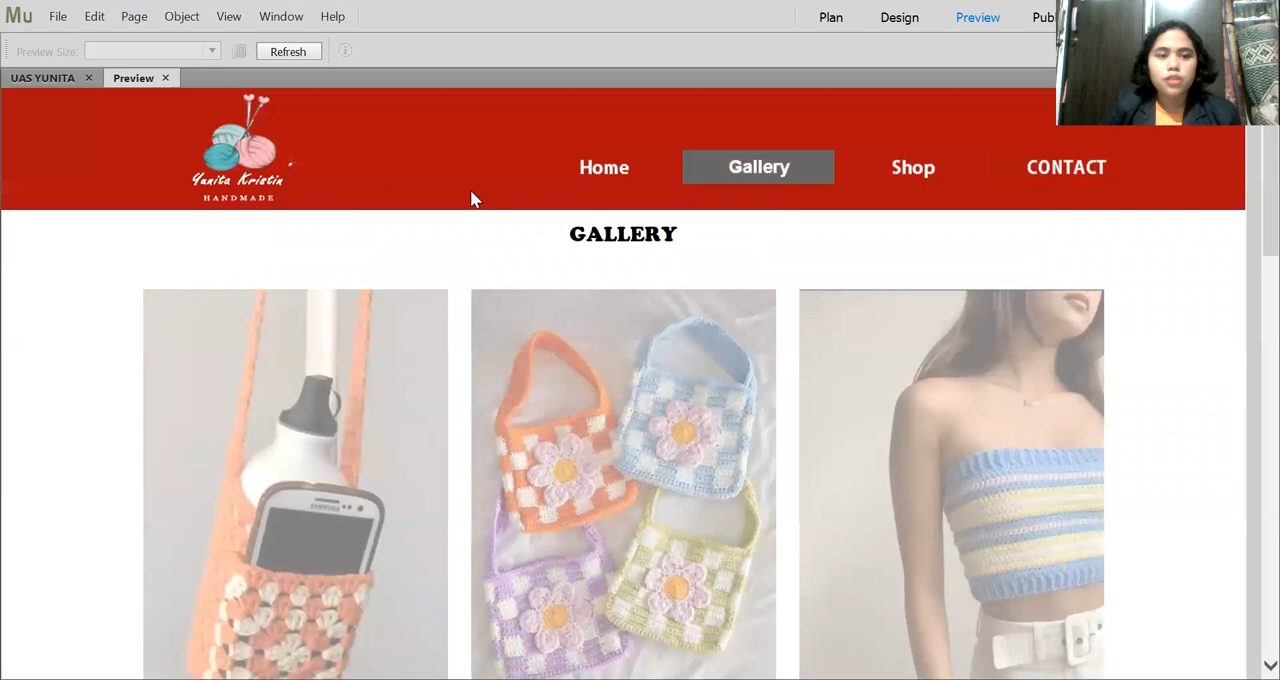 Mu File Edit Page Object View Window Help Plan Design Preview Pub
Preview Size: Refresh
UAS YUNITA Preview
Yunita Kristin
HANDMADE
Home Gallery Shop CONTACT
GALLERY
SAMSUNG